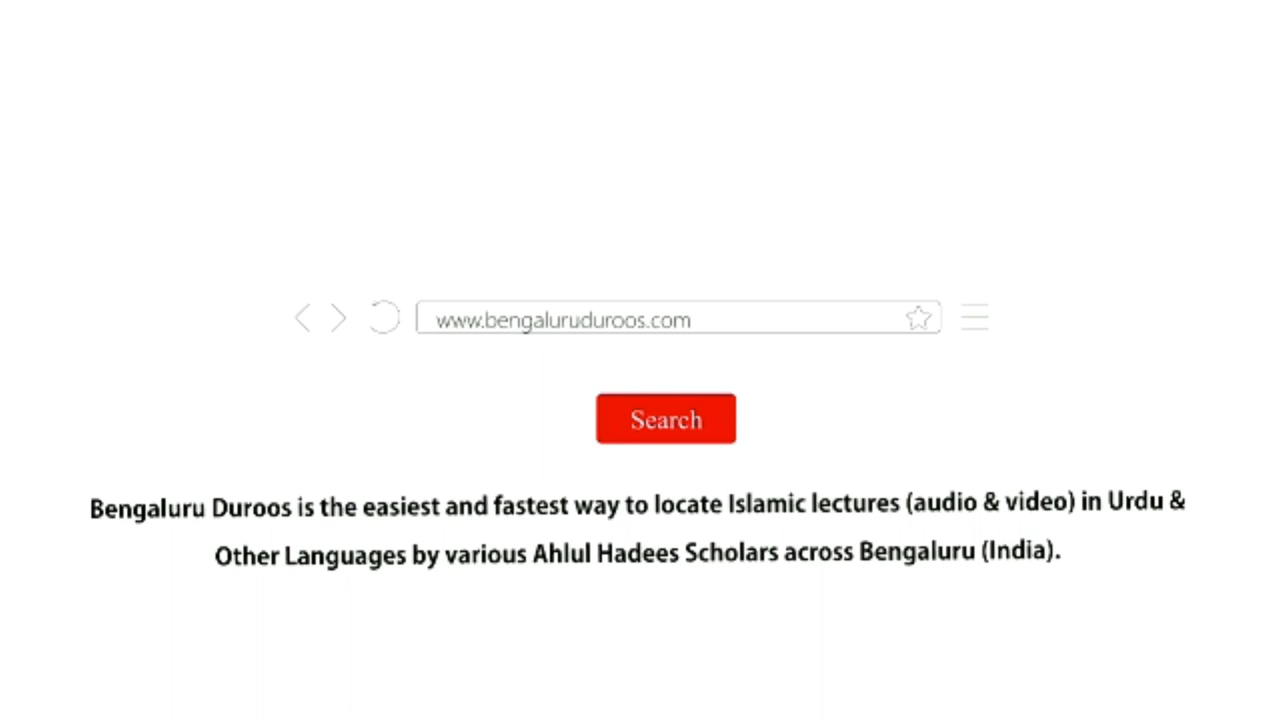 www.bengaluruduroos.com
Search
Bengaluru Duroos is the easiest and fastest way to locate Islamic lectures (audio & video) in Urdu &
Other Languages by various Ahlul Hadees Scholars across Bengaluru (India).